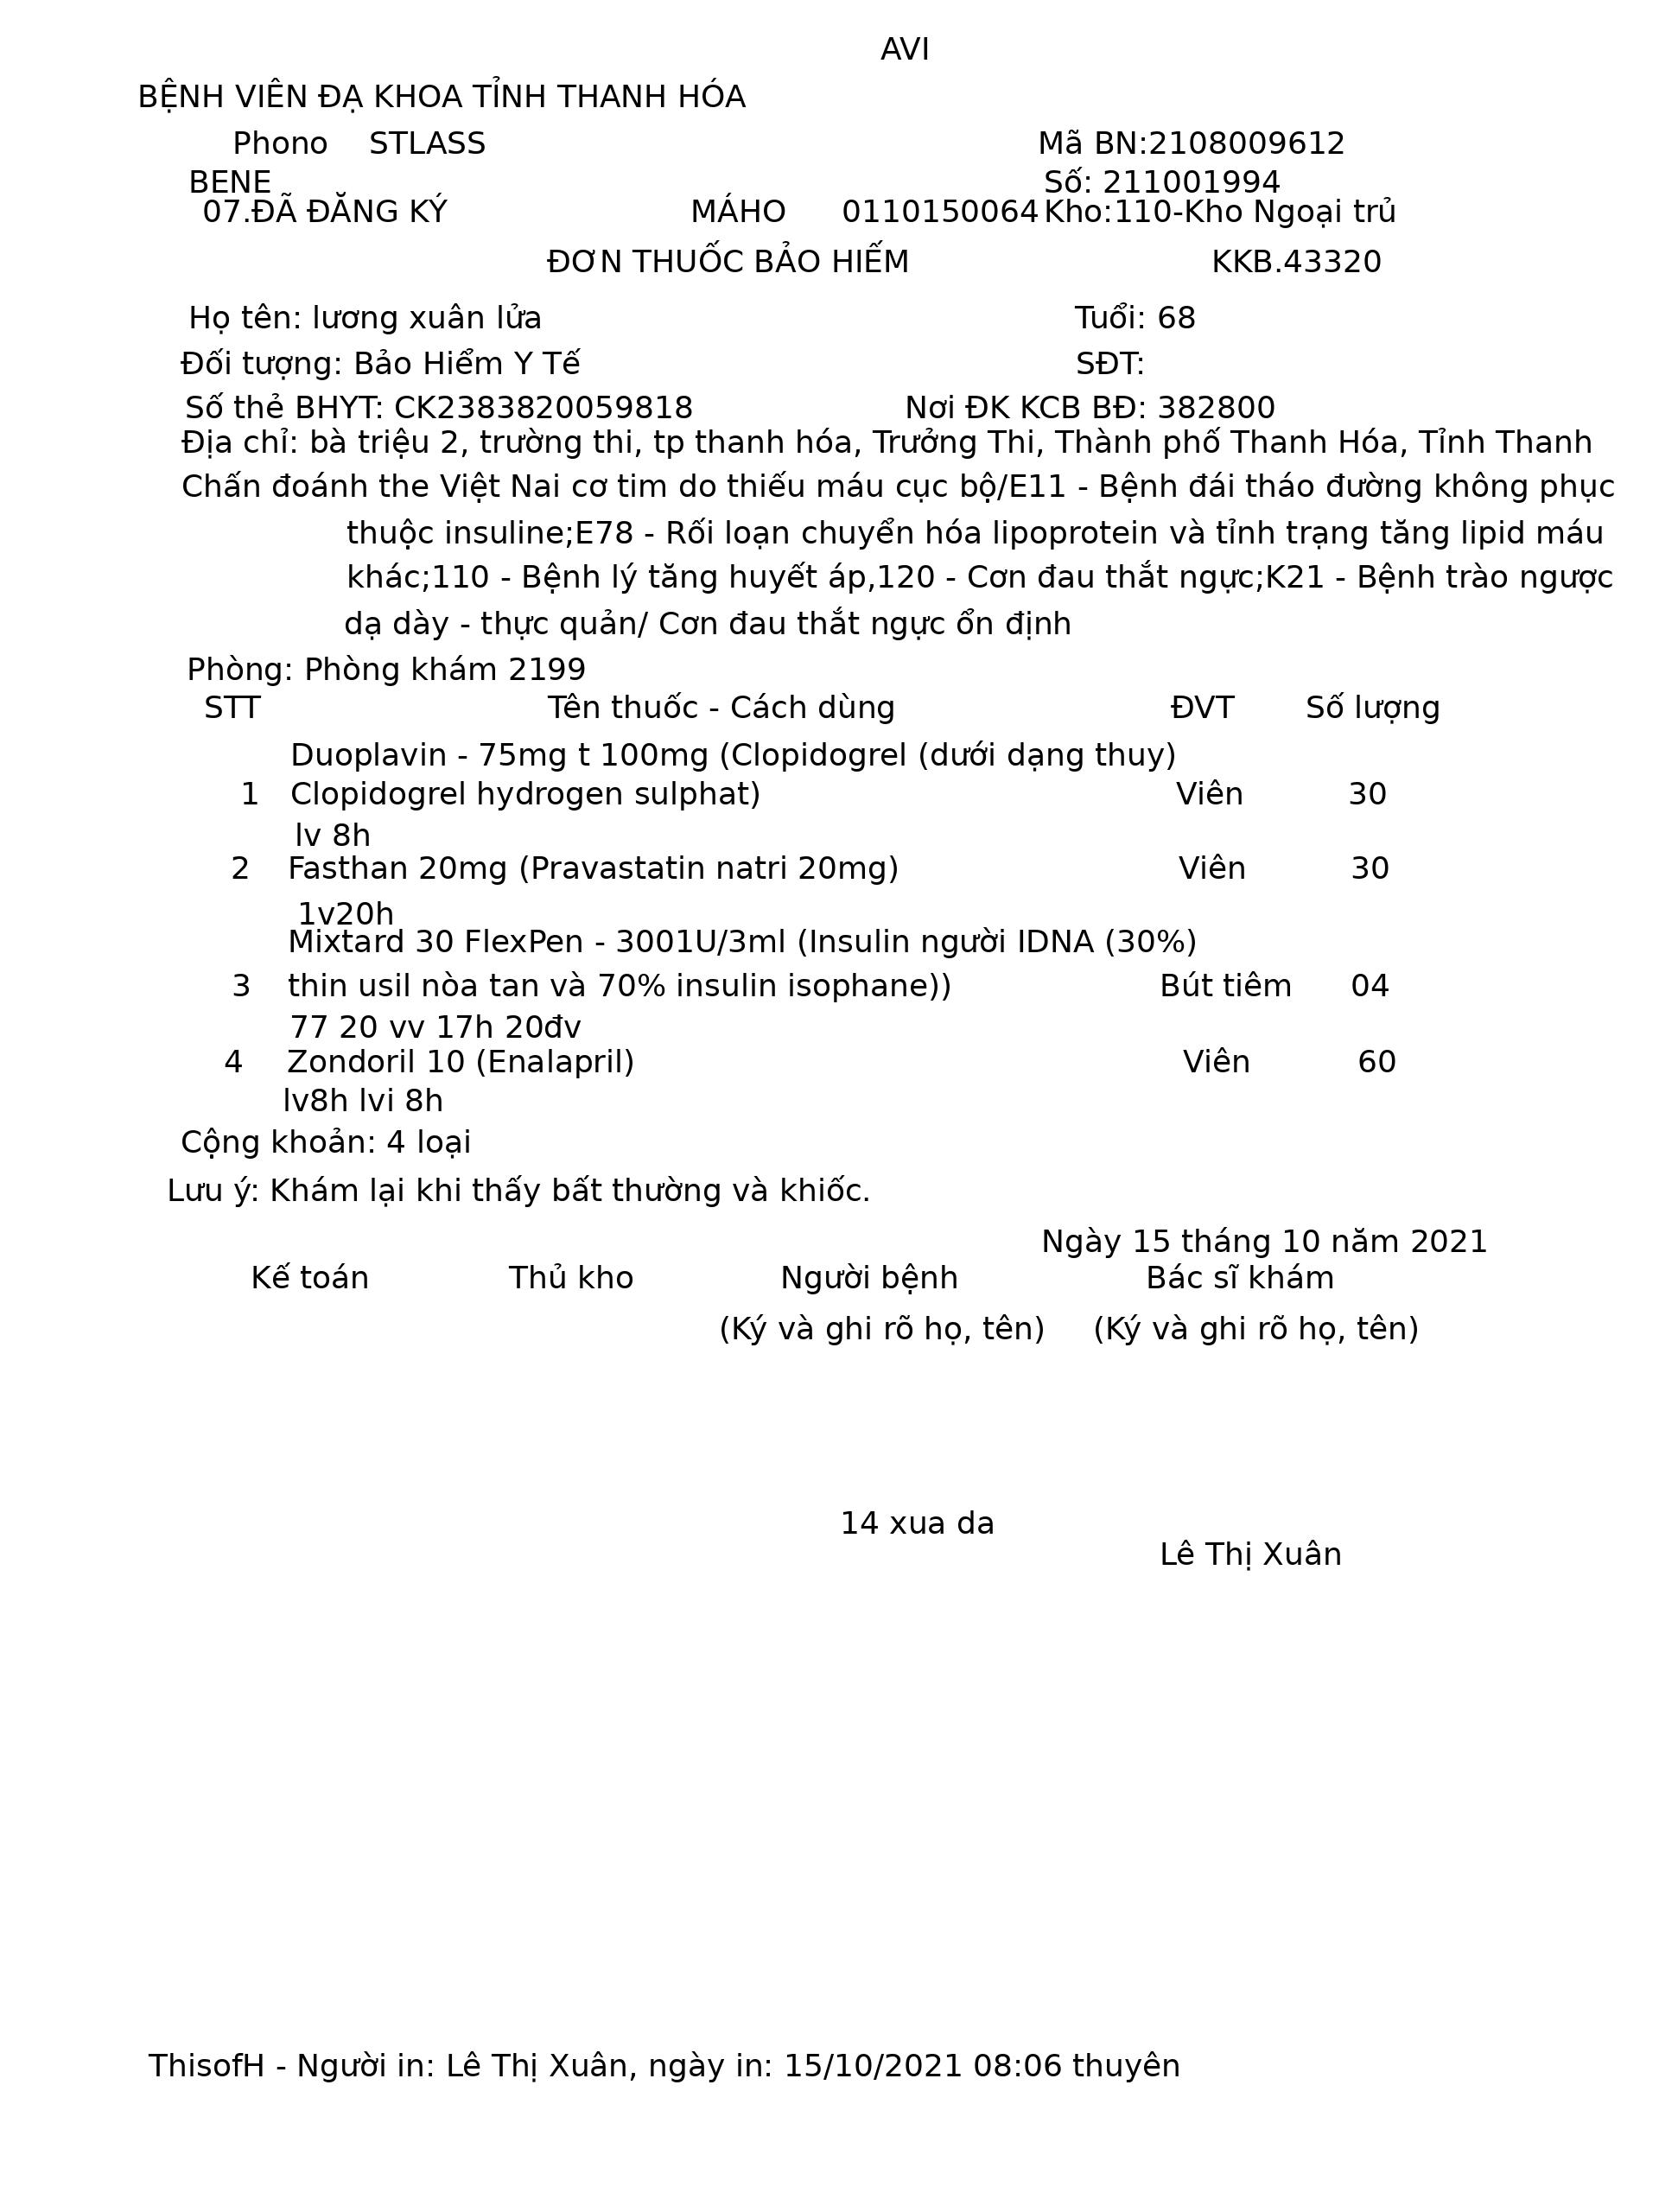 AVI
BỆNH VIÊN ĐẠ KHOA TỈNH THANH HÓA
Phono STLASS Mã BN:2108009612
BENE Số: 211001994
07.ĐÃ ĐĂNG KÝ MÁHO 0110150064 Kho:110-Kho Ngoại trủ
ĐƠN THUỐC BẢO HIẾM KKB.43320
Họ tên: lương xuân lửa Tuổi: 68
Đối tượng: Bảo Hiểm Y Tế SĐT:
Số thẻ BHYT: CK2383820059818 Nơi ĐK KCB BĐ: 382800
Địa chỉ: bà triệu 2, trường thi, tp thanh hóa, Trưởng Thi, Thành phố Thanh Hóa, Tỉnh Thanh
Chấn đoánh the Việt Nai cơ tim do thiếu máu cục bộ/E11 - Bệnh đái tháo đường không phục
thuộc insuline;E78 - Rối loạn chuyển hóa lipoprotein và tỉnh trạng tăng lipid máu
khác;110 - Bệnh lý tăng huyết áp,120 - Cơn đau thắt ngực;K21 - Bệnh trào ngược
dạ dày - thực quản/ Cơn đau thắt ngực ổn định
Phòng: Phòng khám 2199
STT Tên thuốc - Cách dùng ĐVT Số lượng
Duoplavin - 75mg t 100mg (Clopidogrel (dưới dạng thuy)
1 Clopidogrel hydrogen sulphat) Viên 30
lv 8h
2 Fasthan 20mg (Pravastatin natri 20mg) Viên 30
1v20h
Mixtard 30 FlexPen - 3001U/3ml (Insulin người IDNA (30%)
3 thin usil nòa tan và 70% insulin isophane)) Bút tiêm 04
77 20 vv 17h 20đv
4 Zondoril 10 (Enalapril) Viên 60
lv8h lvi 8h
Cộng khoản: 4 loại
Lưu ý: Khám lại khi thấy bất thường và khiốc.
Ngày 15 tháng 10 năm 2021
Kế toán Thủ kho Người bệnh Bác sĩ khám
(Ký và ghi rõ họ, tên) (Ký và ghi rõ họ, tên)
14 xua da
Lê Thị Xuân
ThisofH - Người in: Lê Thị Xuân, ngày in: 15/10/2021 08:06 thuyên